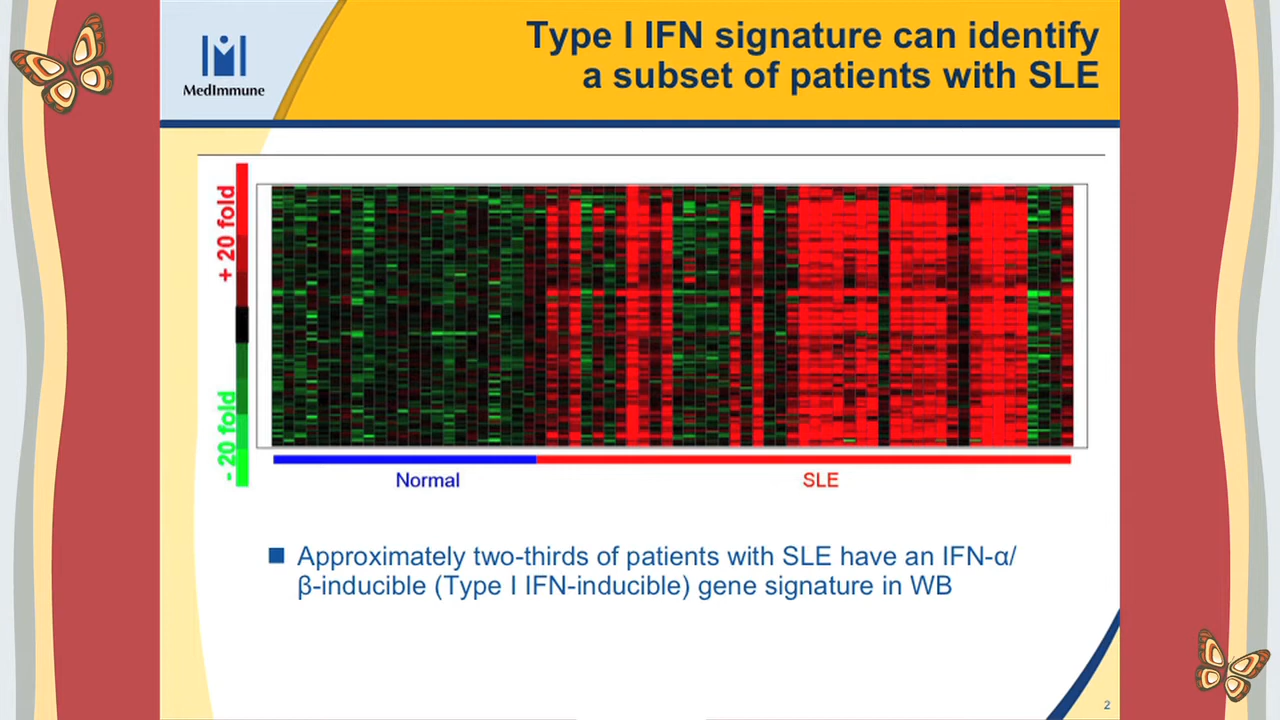 MedImmune
Type I IFN signature can identify
a subset of patients with SLE
+ 20 fold
- 20 fold
Normal
SLE
■ Approximately two-thirds of patients with SLE have an IFN-α/
β-inducible (Type I IFN-inducible) gene signature in WB
2